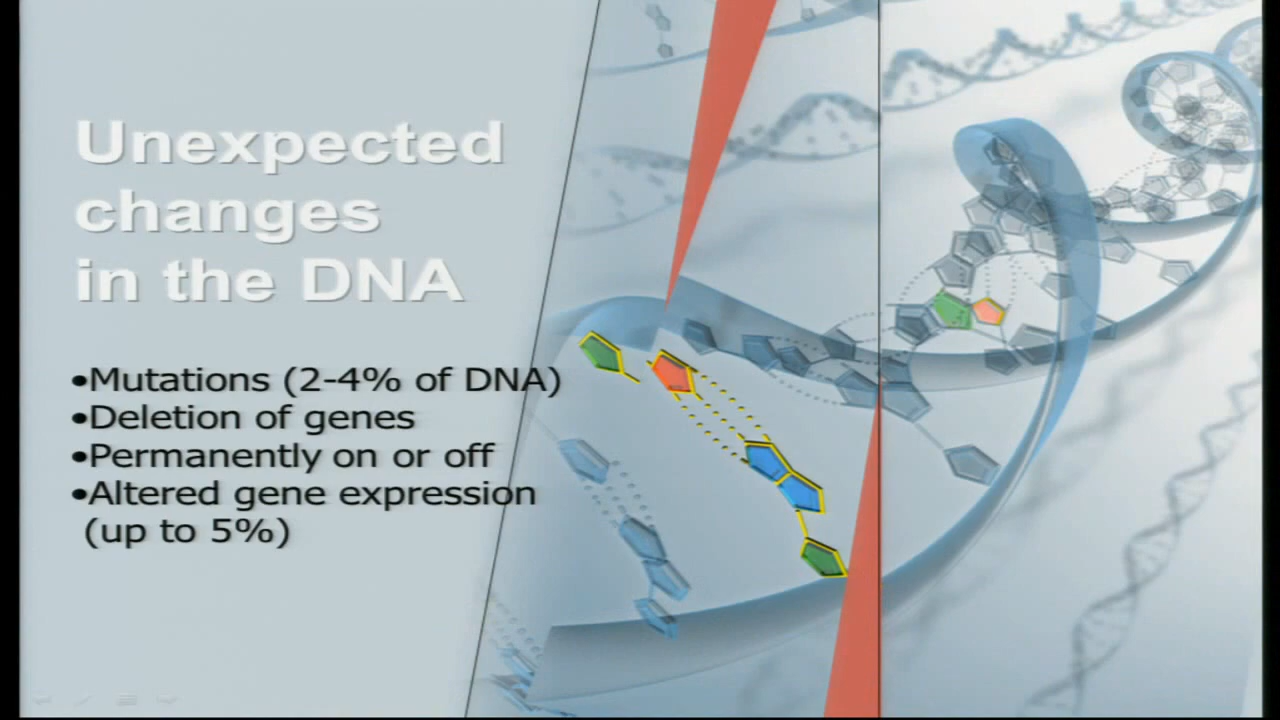 Unexpected
changes
in the DNA
•Mutations (2-4% of DNA)
•Deletion of genes
•Permanently on or off
•Altered gene expression
(up to 5%)